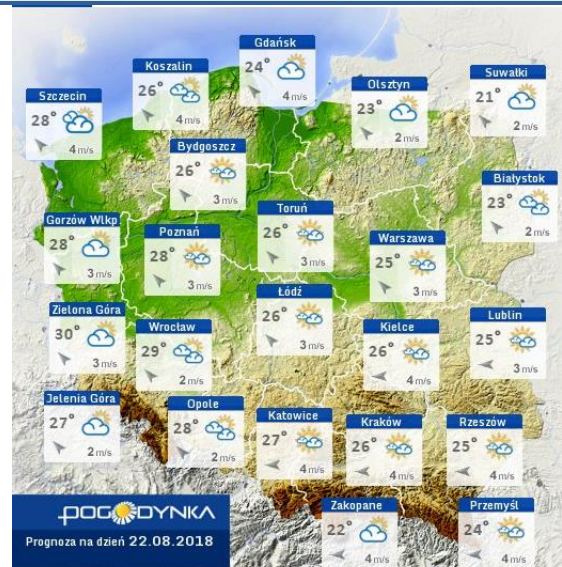 Gdańsk
24°
4 m/s
Koszalin
26°
4 m/s
Suwałki
21°
2 m/s
Olsztyn
23°
2 m/s
Szczecin
28°
4 m/s
Bydgoszcz
26°
3 m/s
Białystok
23°
2 m/s
Toruń
26°
3 m/s
Gorzów Wlkp
28°
3 m/s
Poznań
28°
3 m/s
Warszawa
25°
3 m/s
Łódź
26°
3 m/s
Zielona Góra
30°
3 m/s
Wrocław
29°
2 m/s
Kielce
26°
4 m/s
Lublin
25°
3 m/s
Jelenia Góra
27°
2 m/s
Opole
28°
2 m/s
Katowice
27°
4 m/s
Kraków
26°
4 m/s
Rzeszów
25°
4 m/s
Zakopane
22°
4 m/s
Przemyśl
24°
4 m/s
POGODYNKA
Prognoza na dzień 22.08.2018